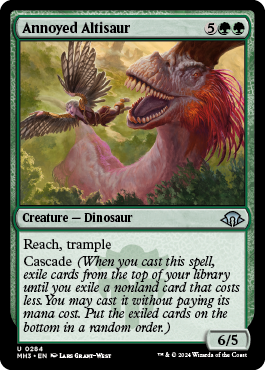 Annoyed Altisaur 5
Creature — Dinosaur
Reach, trample
Cascade (When you cast this spell,
exile cards from the top of your library
until you exile a nonland card that costs
less. You may cast it without paying its
mana cost. Put the exiled cards on the
bottom in a random order.)
6/5
U 0284
MH3 • EN Lars Grant-West
™ & © 2024 Wizards of the Coast